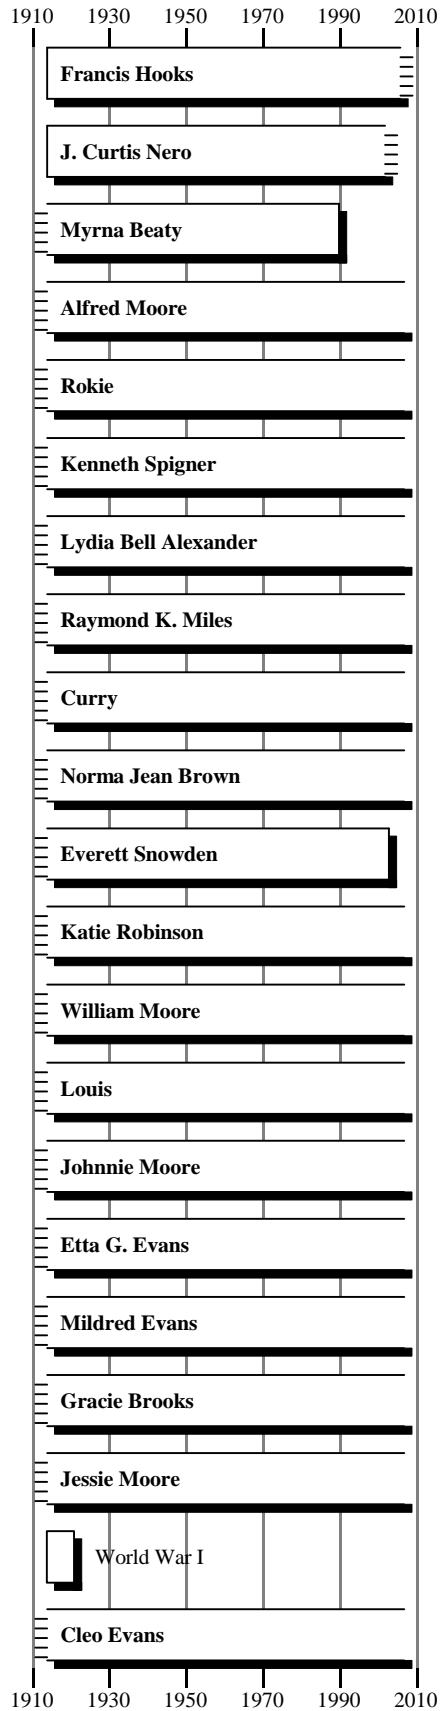 1910 1930 1950 1970 1990 2010
Francis Hooks
J. Curtis Nero
Myrna Beaty
Alfred Moore
Rokie
Kenneth Spigner
Lydia Bell Alexander
Raymond K. Miles
Curry
Norma Jean Brown
Everett Snowden
Katie Robinson
William Moore
Louis
Johnnie Moore
Etta G. Evans
Mildred Evans
Gracie Brooks
Jessie Moore
World War I
Cleo Evans
1910 1930 1950 1970 1990 2010